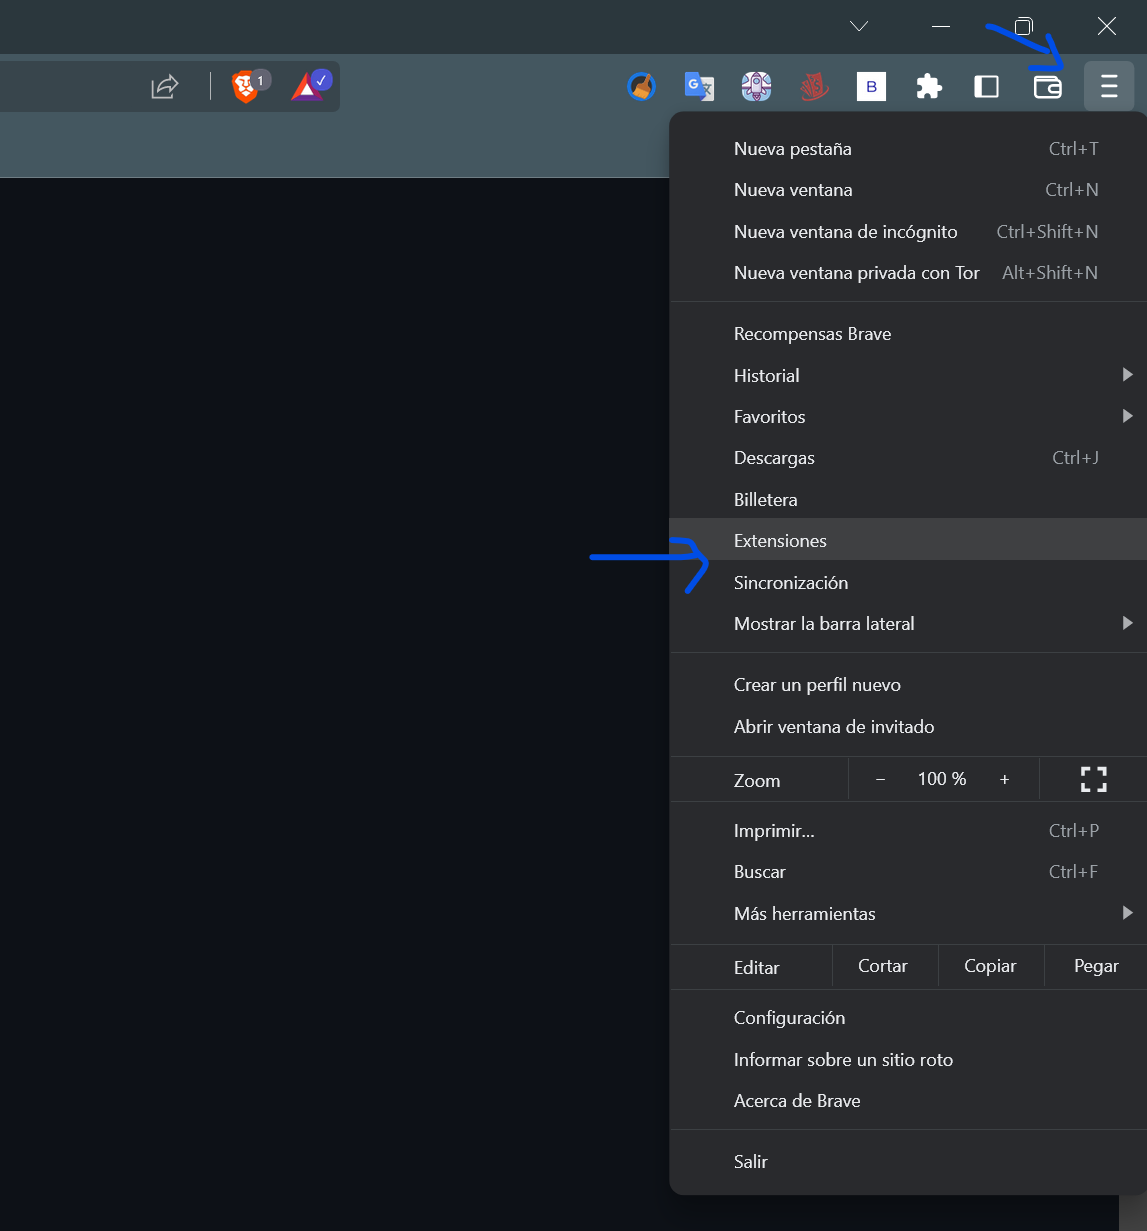 1
G
B
Nueva pestaña Ctrl+T
Nueva ventana Ctrl+N
Nueva ventana de incógnito Ctrl+Shift+N
Nueva ventana privada con Tor Alt+Shift+N
Recompensas Brave
Historial
Favoritos
Descargas Ctrl+J
Billetera
Extensiones
Sincronización
Mostrar la barra lateral
Crear un perfil nuevo
Abrir ventana de invitado
Zoom − 100 % +
Imprimir... Ctrl+P
Buscar Ctrl+F
Más herramientas
Editar Cortar Copiar Pegar
Configuración
Informar sobre un sitio roto
Acerca de Brave
Salir